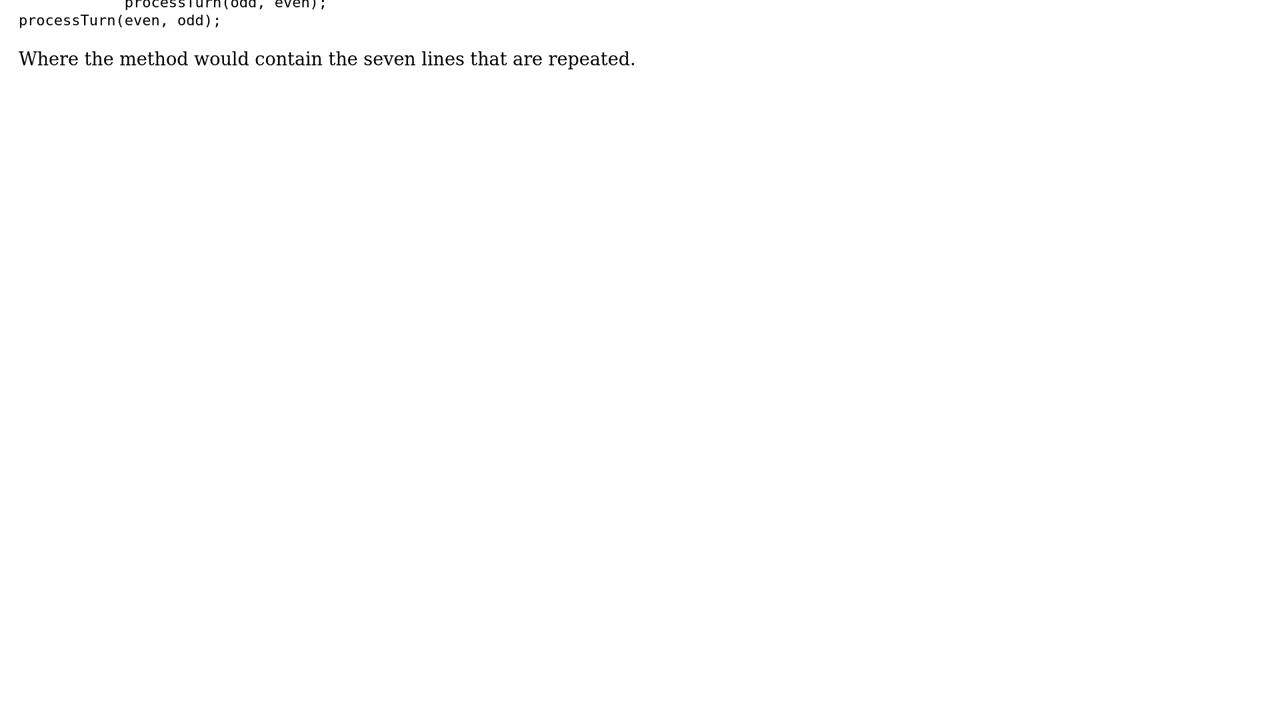 processTurn(odd, even);
processTurn(even, odd);
Where the method would contain the seven lines that are repeated.